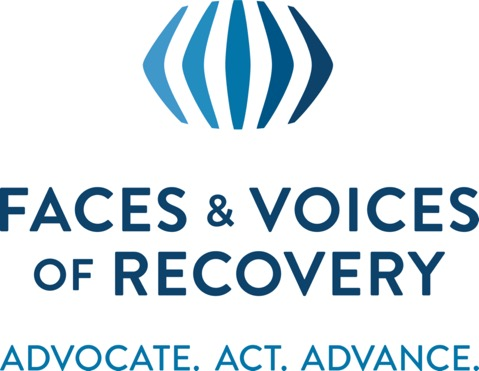 FACES & VOICES
OF RECOVERY
ADVOCATE. ACT. ADVANCE.